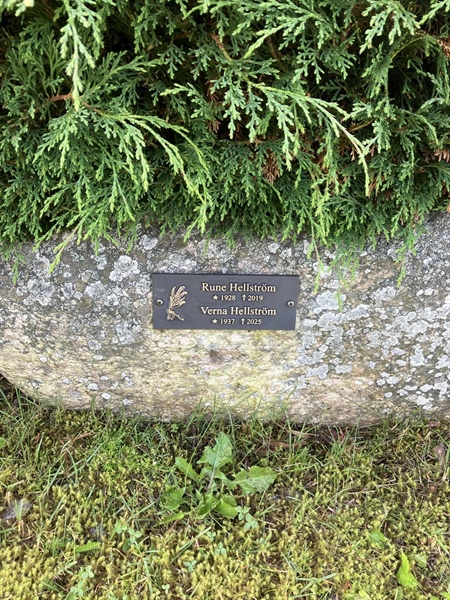 Rune Hellström
★ 1928 †2019
Verna Hellström
★ 1937 †2025